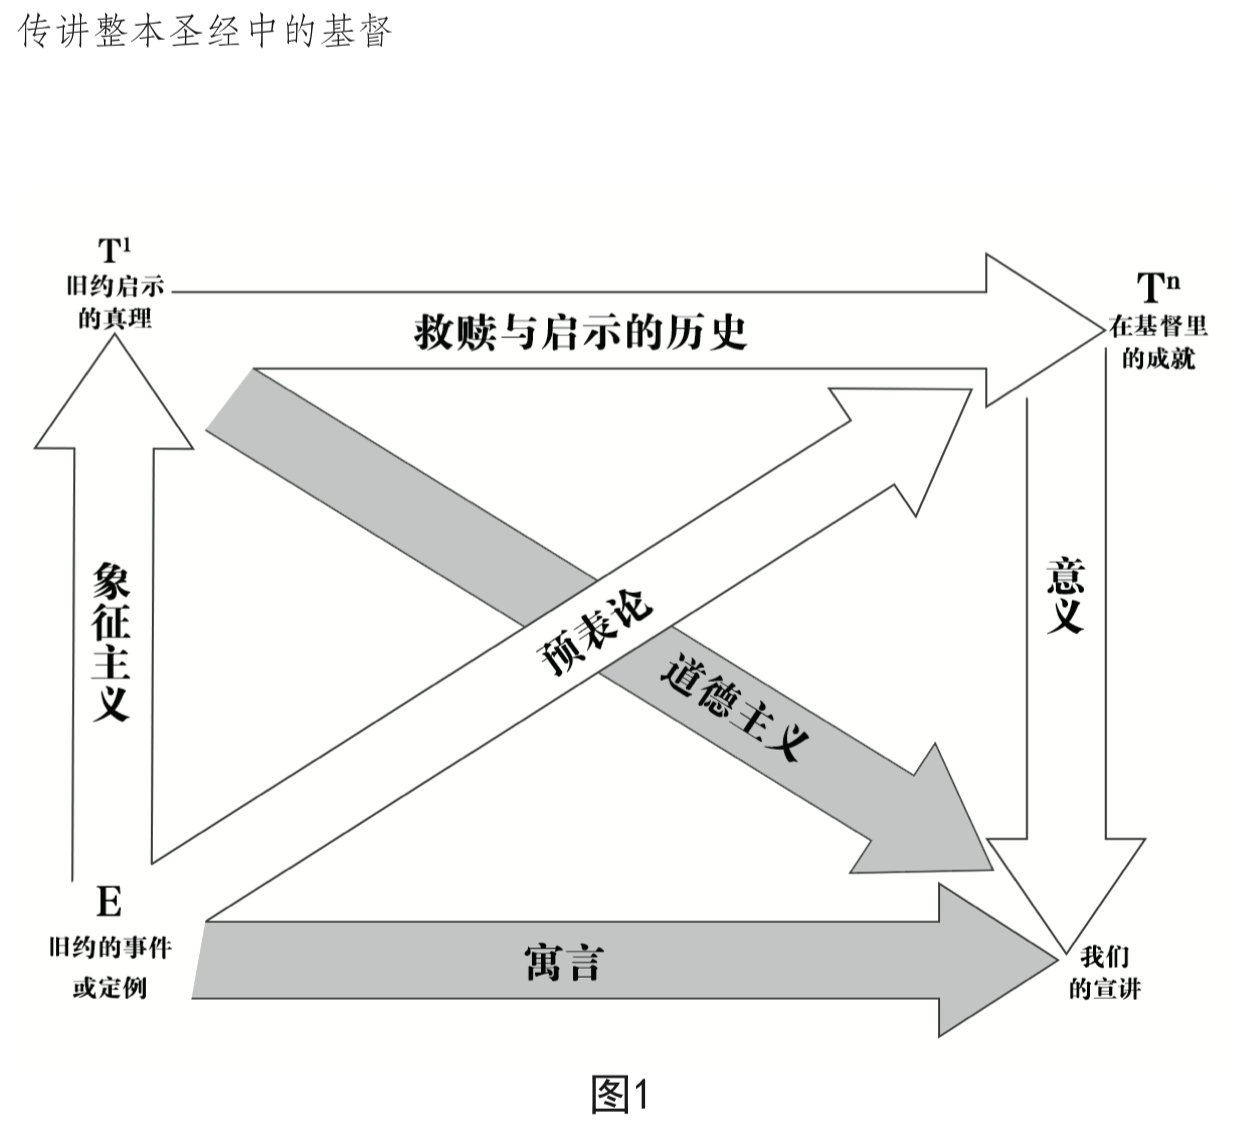 传讲整本圣经中的基督
T¹
旧约启示
的真理
救赎与启示的历史
Tⁿ
在基督里
的成就
象征主义
预表论
道德主义
意义
E
旧约的事件
或定例
寓言
我们
的宣讲
图1